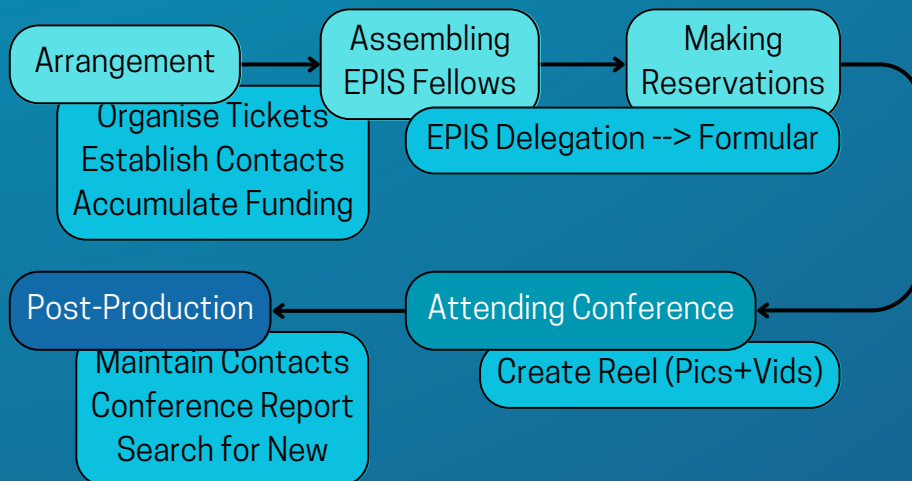 Arrangement
Organise Tickets
Establish Contacts
Accumulate Funding
Assembling
EPIS Fellows
Making
Reservations
EPIS Delegation --> Formular
Attending Conference
Create Reel (Pics+Vids)
Post-Production
Maintain Contacts
Conference Report
Search for New